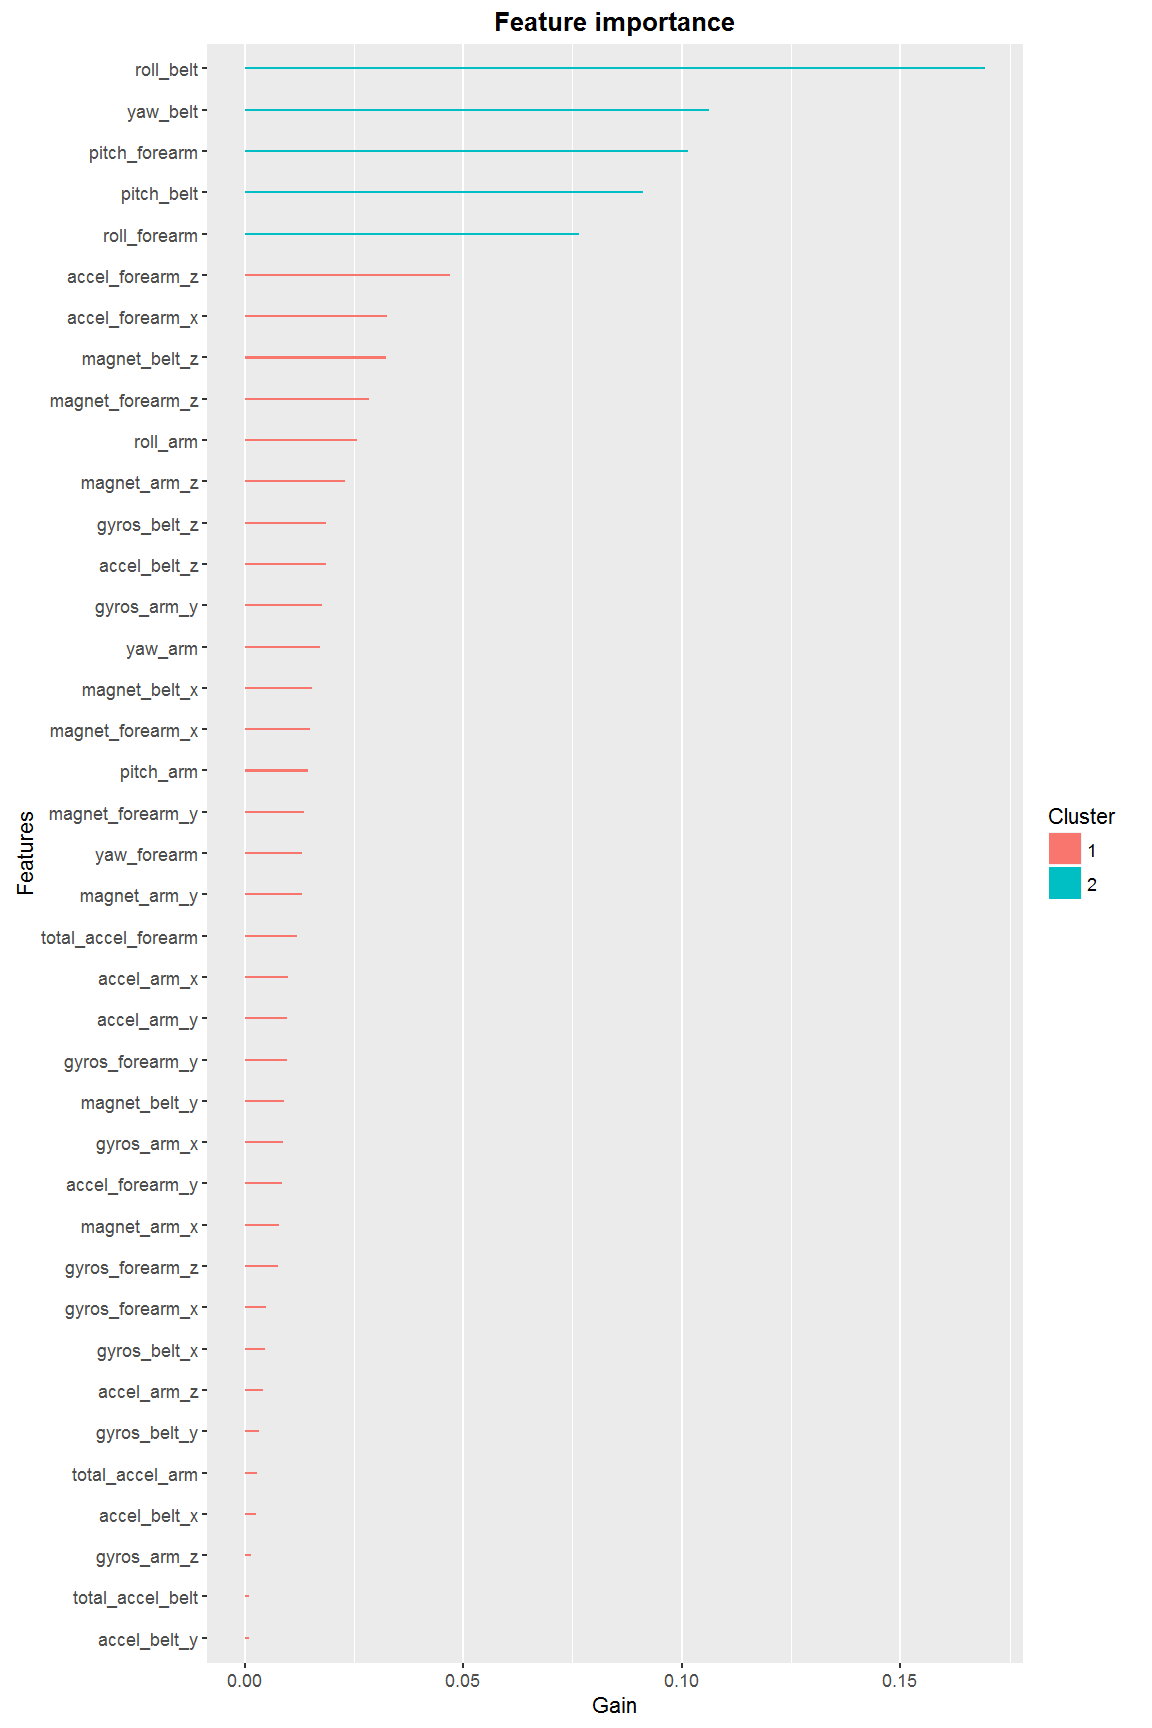 Feature importance
roll_belt
yaw_belt
pitch_forearm
pitch_belt
roll_forearm
accel_forearm_z
accel_forearm_x
magnet_belt_z
magnet_forearm_z
roll_arm
magnet_arm_z
gyros_belt_z
accel_belt_z
gyros_arm_y
yaw_arm
magnet_belt_x
magnet_forearm_x
pitch_arm
magnet_forearm_y
yaw_forearm
magnet_arm_y
total_accel_forearm
accel_arm_x
accel_arm_y
gyros_forearm_y
magnet_belt_y
gyros_arm_x
accel_forearm_y
magnet_arm_x
gyros_forearm_z
gyros_forearm_x
gyros_belt_x
accel_arm_z
gyros_belt_y
total_accel_arm
accel_belt_x
gyros_arm_z
total_accel_belt
accel_belt_y
Features
0.00 0.05 0.10 0.15
Gain
Cluster
1
2